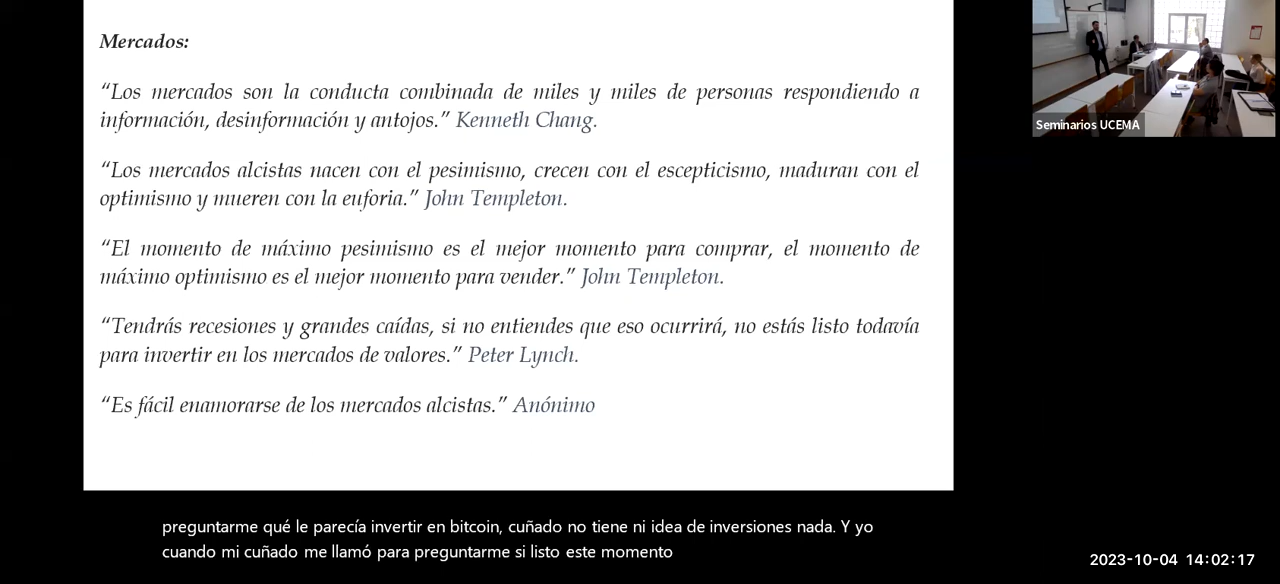 Mercados:
“Los mercados son la conducta combinada de miles y miles de personas respondiendo a
información, desinformación y antojos.” Kenneth Chang.
“Los mercados alcistas nacen con el pesimismo, crecen con el escepticismo, maduran con el
optimismo y mueren con la euforia.” John Templeton.
“El momento de máximo pesimismo es el mejor momento para comprar, el momento de
máximo optimismo es el mejor momento para vender.” John Templeton.
“Tendrás recesiones y grandes caídas, si no entiendes que eso ocurrirá, no estás listo todavía
para invertir en los mercados de valores.” Peter Lynch.
“Es fácil enamorarse de los mercados alcistas.” Anónimo
Seminarios UCEMA
preguntarme qué le parecía invertir en bitcoin, cuñado no tiene ni idea de inversiones nada. Y yo
cuando mi cuñado me llamó para preguntarme si listo este momento
2023-10-04 14:02:17